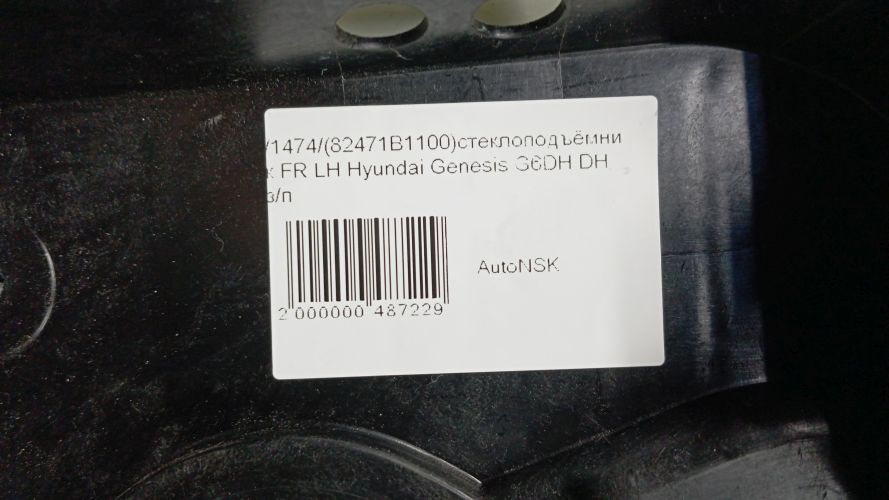 /1474/(82471B1100)стеклоподъёмни
к FR LH Hyundai Genesis G6DH DH
з/п
AutoNSK
2 000000 487229